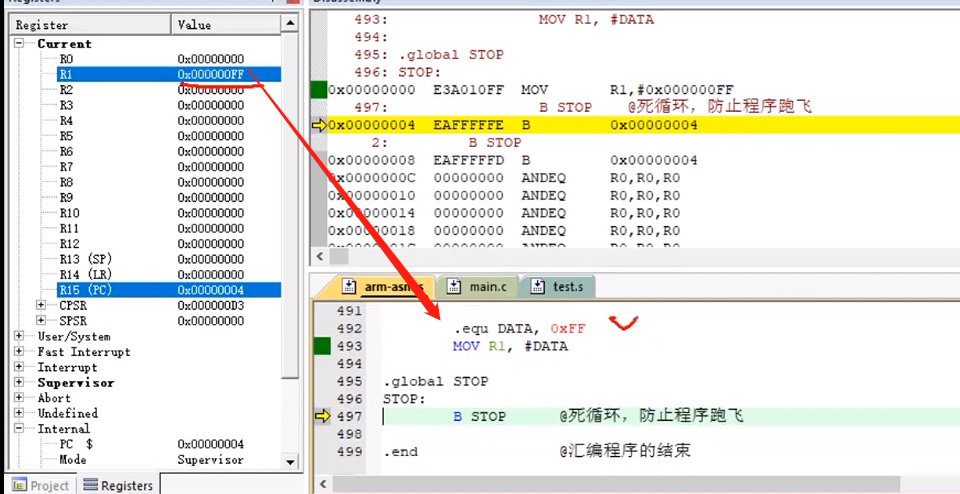 Registers
Disassembly
Register Value
Current
R0 0x00000000
R1 0x000000FF
R2 0x00000000
R3 0x00000000
R4 0x00000000
R5 0x00000000
R6 0x00000000
R7 0x00000000
R8 0x00000000
R9 0x00000000
R10 0x00000000
R11 0x00000000
R12 0x00000000
R13 (SP) 0x00000000
R14 (LR) 0x00000000
R15 (PC) 0x00000004
CPSR 0x000000D3
SPSR 0x00000000
User/System
Fast Interrupt
Interrupt
Supervisor
Abort
Undefined
Internal
PC $ 0x00000004
Mode Supervisor
Project Registers
493: MOV R1, #DATA
494:
495: .global STOP
496: STOP:
0x00000000 E3A010FF MOV R1,#0x000000FF
497: B STOP @死循环，防止程序跑飞
0x00000004 EAFFFFFE B 0x00000004
2: B STOP
0x00000008 EAFFFFFD B 0x00000004
0x0000000C 00000000 ANDEQ R0,R0,R0
0x00000010 00000000 ANDEQ R0,R0,R0
0x00000014 00000000 ANDEQ R0,R0,R0
0x00000018 00000000 ANDEQ R0,R0,R0
0x0000001C 00000000 ANDEQ R0,R0,R0
main.c test.s
491
492 .equ DATA, 0xFF
493 MOV R1, #DATA
494
495 .global STOP
496 STOP:
497 B STOP @死循环，防止程序跑飞
498
499 .end @汇编程序的结束